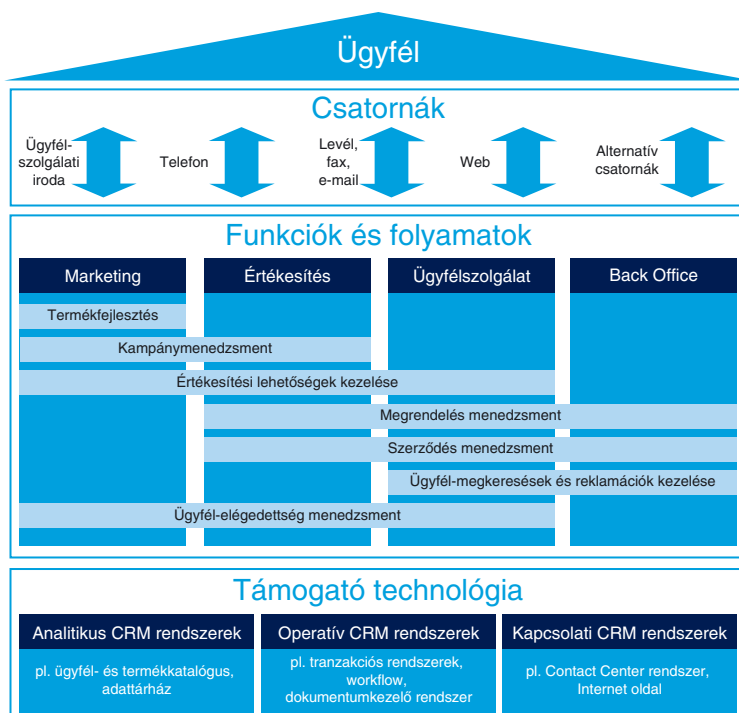 Ügyfél
Csatornák
Ügyfél-
szolgálati
iroda
Telefon
Levél,
fax,
e-mail
Web
Alternatív
csatornák
Funkciók és folyamatok
Marketing
Értékesítés
Ügyfélszolgálat
Back Office
Termékfejlesztés
Kampánymenedzsment
Értékesítési lehetőségek kezelése
Megrendelés menedzsment
Szerződés menedzsment
Ügyfél-megkeresések és reklamációk kezelése
Ügyfél-elégedettség menedzsment
Támogató technológia
Analitikus CRM rendszerek
pl. ügyfél- és termékkatalógus,
adattárház
Operatív CRM rendszerek
pl. tranzakciós rendszerek,
workflow,
dokumentumkezelő rendszer
Kapcsolati CRM rendszerek
pl. Contact Center rendszer,
Internet oldal